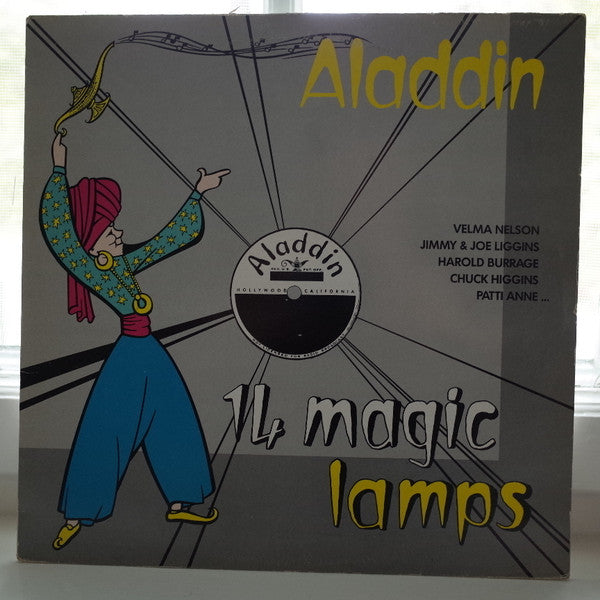 Aladdin
VELMA NELSON
JIMMY & JOE LIGGINS
HAROLD BURRAGE
CHUCK HIGGINS
PATTI ANNE ...
Aladdin
HOLLYWOOD CALIFORNIA
14 magic
lamps